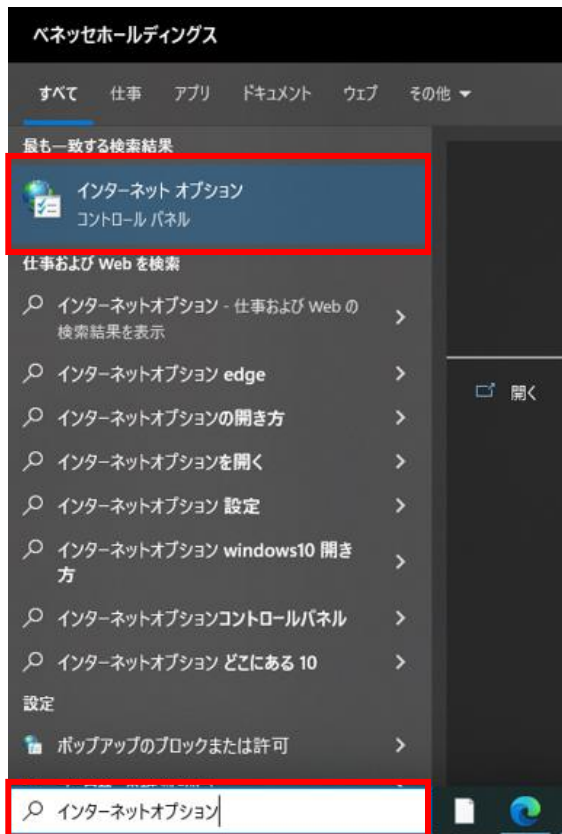 ベネッセホールディングス
すべて 仕事 アプリ ドキュメント ウェブ その他
最も一致する検索結果
インターネット オプション
コントロール パネル
仕事および Web を検索
インターネットオプション - 仕事および Web の
検索結果を表示
インターネットオプション edge
開く
インターネットオプションの開き方
インターネットオプションを開く
インターネットオプション 設定
インターネットオプション windows10 開き
方
インターネットオプションコントロールパネル
インターネットオプション どこにある 10
設定
ポップアップのブロックまたは許可
インターネットオプション